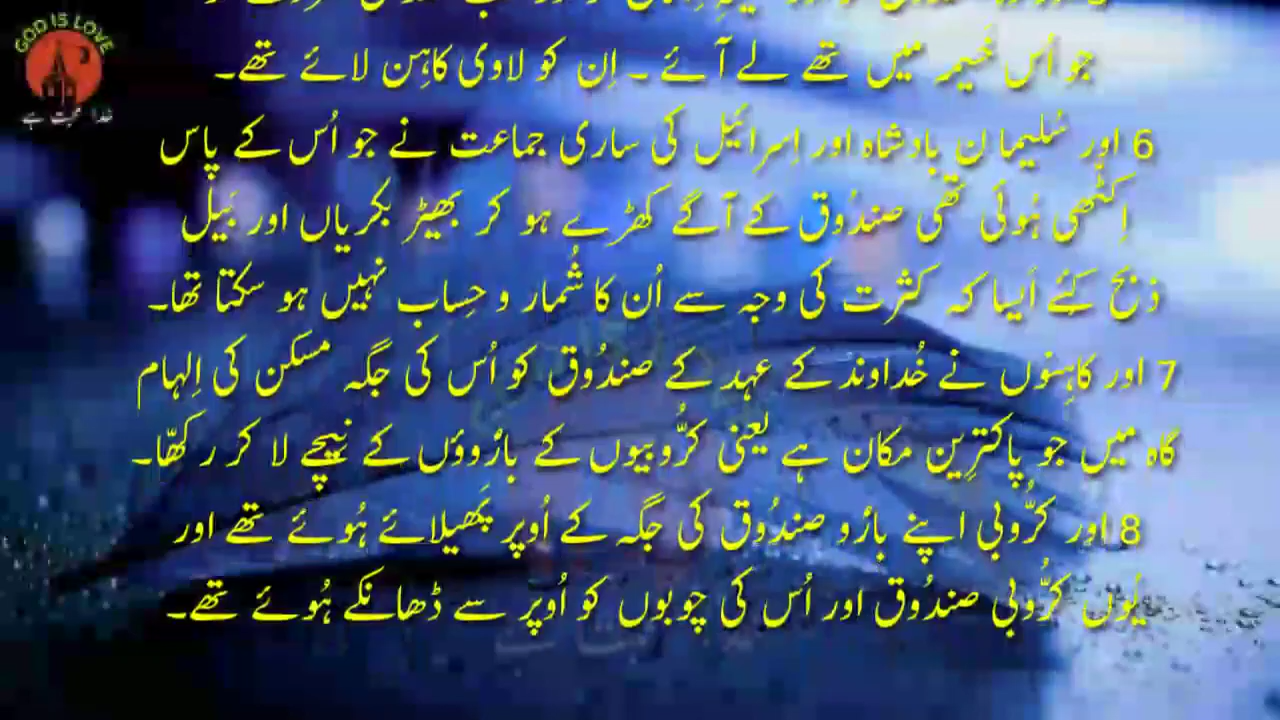 GOD IS LOVE
خدا محبت ہے
جو اُس خَیمہ میں تھے لے آئے ۔ اِن کو لاوی کاہِن لائے تھے۔
6 اور سُلیمان بادشاہ اور اِسرائیل کی ساری جماعت نے جو اُس کے پاس
اِکٹّھی ہُوئی تھی صندُوق کے آگے کھڑے ہو کر بھیڑ بکریاں اور بَیل
ذبح کِئے اَیسا کہ کثرت کی وجہ سے اُن کا شُمار و حِساب نہیں ہو سکتا تھا۔
7 اور کاہِنوں نے خُداوند کے عہد کے صندُوق کو اُس کی جگہ مسکن کی اِلہام
گاہ میں جو پاکترِین مکان ہے یعنی کرُّوبیوں کے بازُوؤں کے نِیچے لا کر رکھّا۔
8 اور کرُّوبی اپنے بازُو صندُوق کی جگہ کے اُوپر پَھیلائے ہُوئے تھے اور
یُوں کرُّوبی صندُوق اور اُس کی چوبوں کو اُوپر سے ڈھانکے ہُوئے تھے۔